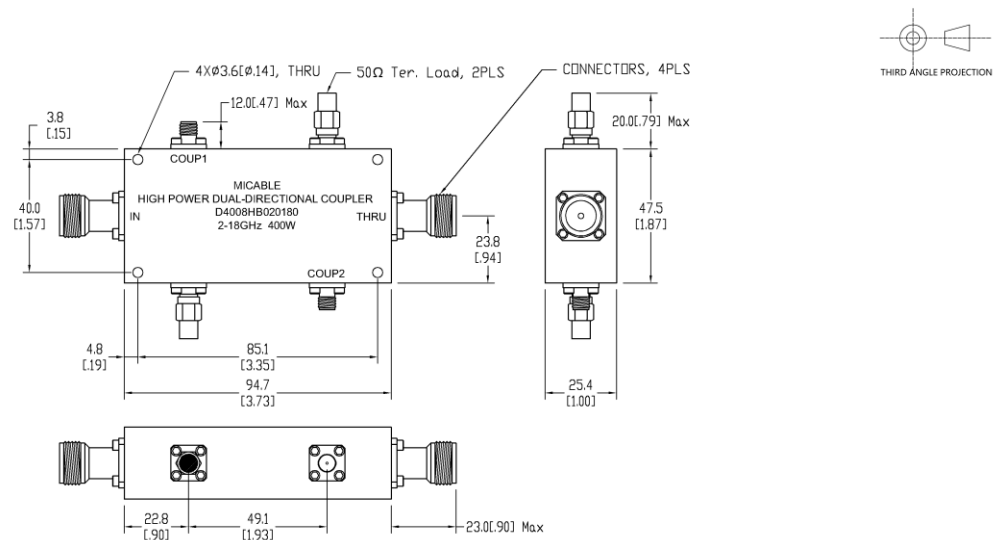 THIRD ANGLE PROJECTION
4XØ3.6[Ø.14], THRU
50Ω Ter. Load, 2PLS
CONNECTORS, 4PLS
12.0[.47] Max
20.0[.79] Max
3.8
[.15]
COUP1
MICABLE
HIGH POWER DUAL-DIRECTIONAL COUPLER
D4008HB020180
2-18GHz 400W
IN
THRU
40.0
[1.57]
47.5
[1.87]
23.8
[.94]
COUP2
4.8
[.19]
85.1
[3.35]
94.7
[3.73]
25.4
[1.00]
22.8
[.90]
49.1
[1.93]
23.0[.90] Max